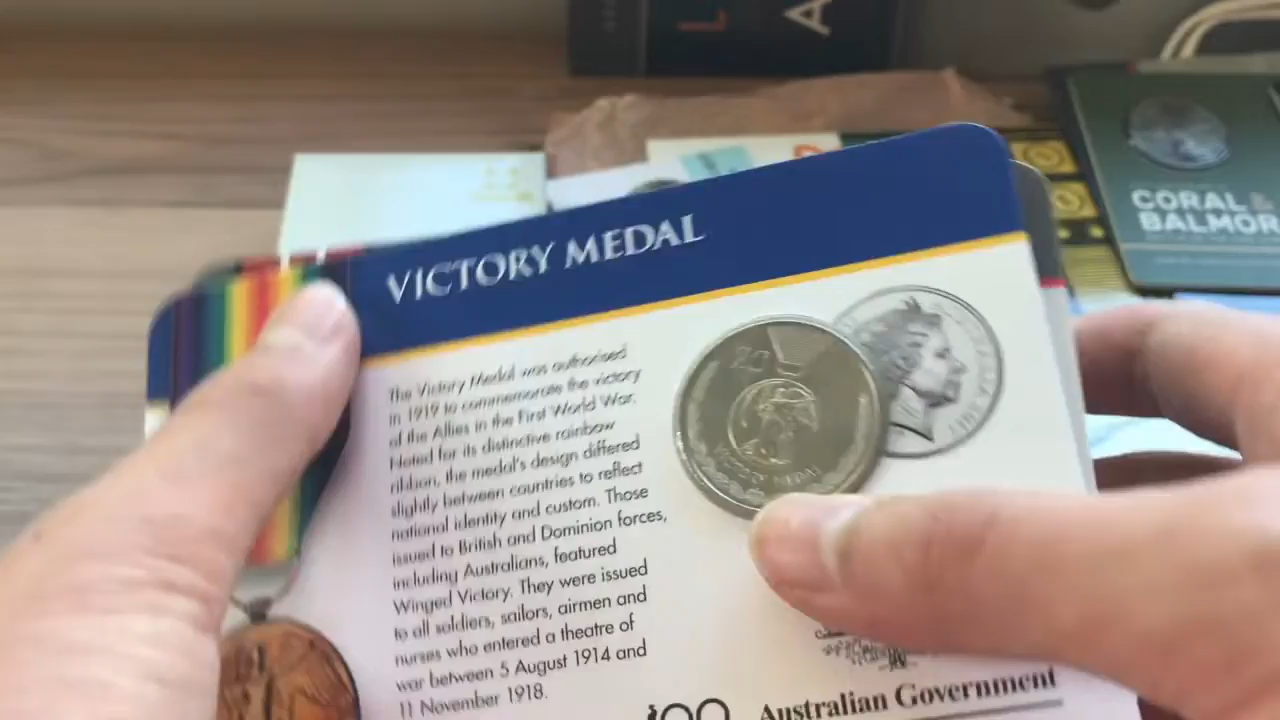 L
A
CORAL &
BALMOR
VICTORY MEDAL
The Victory Medal was authorised
in 1919 to commemorate the victory
of the Allies in the First World War.
Noted for its distinctive rainbow
ribbon, the medal's design differed
slightly between countries to reflect
national identity and custom. Those
issued to British and Dominion forces,
including Australians, featured
Winged Victory. They were issued
to all soldiers, sailors, airmen and
nurses who entered a theatre of
war between 5 August 1914 and
11 November 1918.
20
VICTORY MEDAL
100
Australian Government